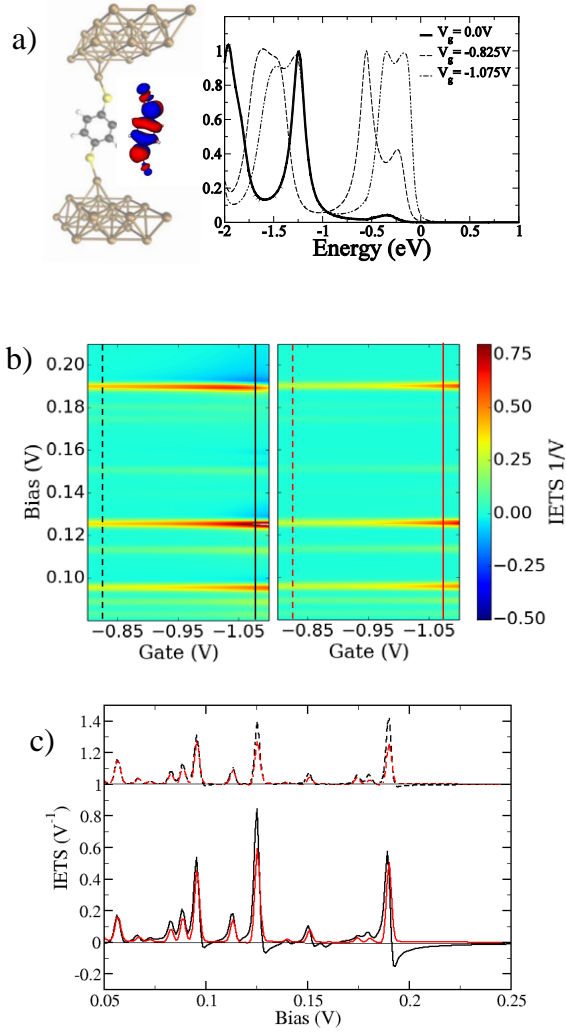 a)
V_g = 0.0V
V_g = -0.825V
V_g = -1.075V
1
0.8
0.6
0.4
0.2
0
-2 -1.5 -1 -0.5 0 0.5 1
Energy (eV)
b)
0.20
0.18
0.16
0.14
0.12
0.10
Bias (V)
−0.85 −0.95 −1.05
Gate (V)
−0.85 −0.95 −1.05
Gate (V)
0.75
0.50
0.25
0.00
−0.25
−0.50
IETS 1/V
c)
1.4
1.2
1
0.8
0.6
0.4
0.2
0
-0.2
IETS (V⁻¹)
0.05 0.1 0.15 0.2 0.25
Bias (V)